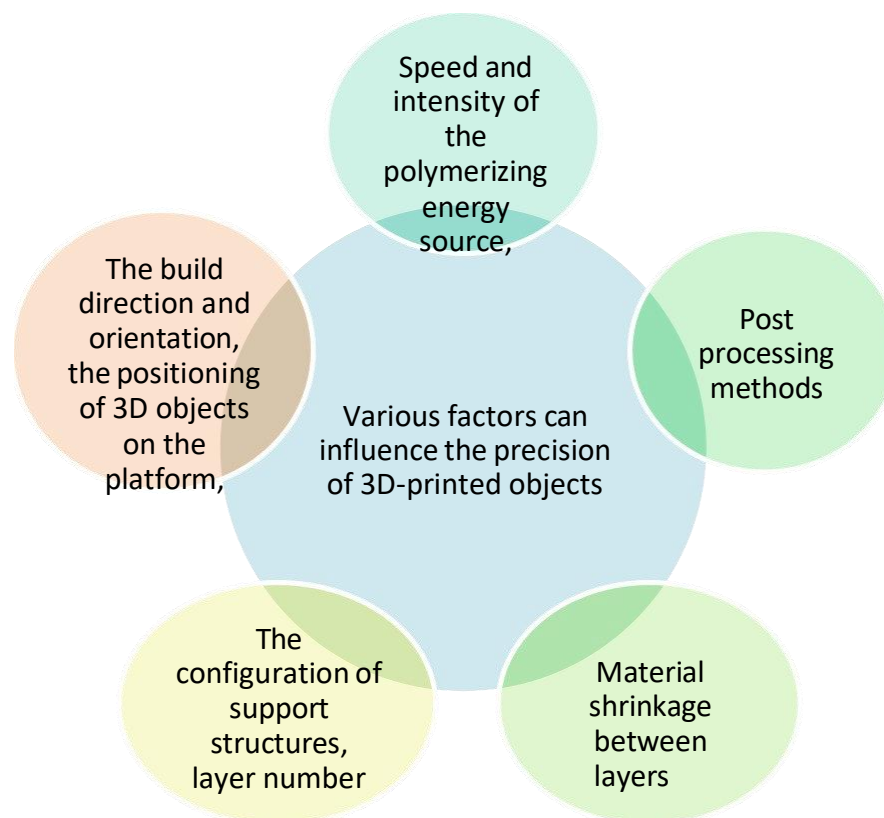 Speed and
intensity of
the
polymerizing
energy
source,
The build
direction and
orientation,
the positioning
of 3D objects
on the
platform,
Post
processing
methods
Various factors can
influence the precision
of 3D-printed objects
The
configuration of
support
structures,
layer number
Material
shrinkage
between
layers